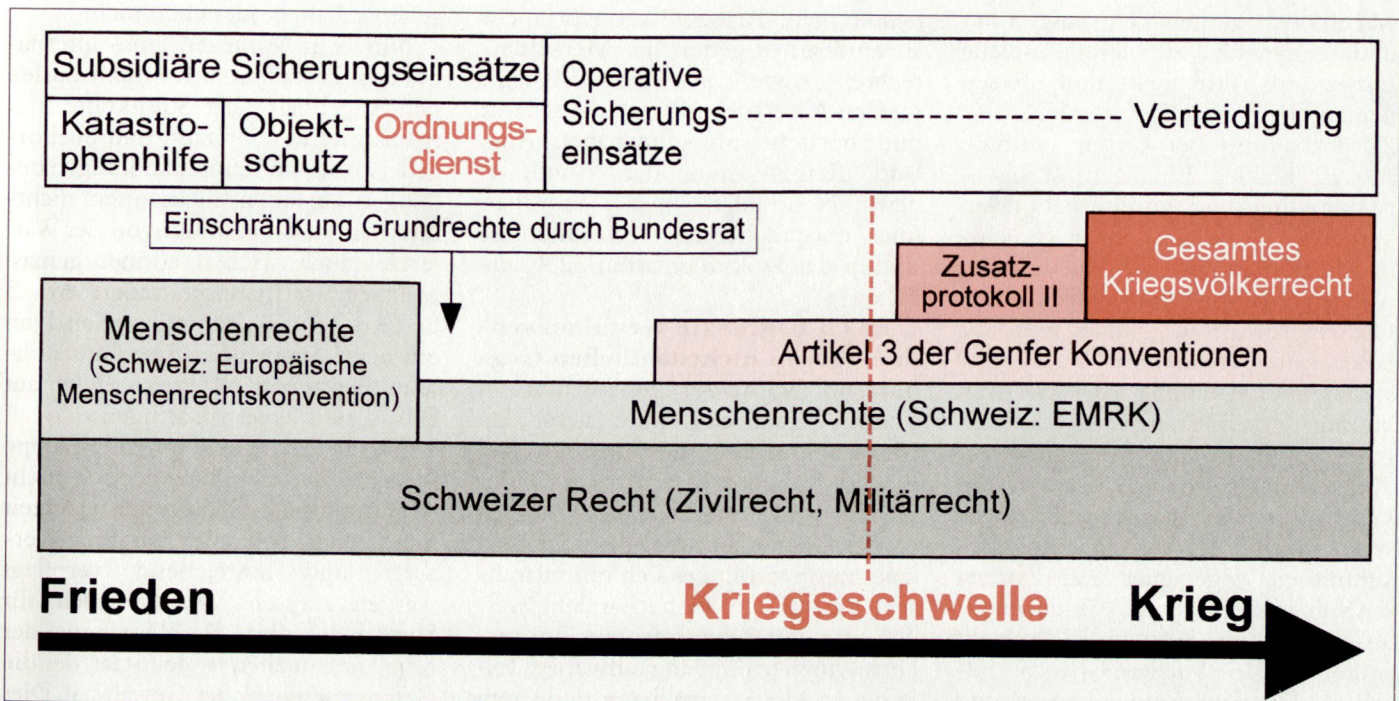 Subsidiäre Sicherungseinsätze
Katastro-
phenhilfe
Objekt-
schutz
Ordnungs-
dienst
Operative
Sicherungs-
einsätze
Verteidigung
Einschränkung Grundrechte durch Bundesrat
Menschenrechte
(Schweiz: Europäische
Menschenrechtskonvention)
Zusatz-
protokoll II
Gesamtes
Kriegsvölkerrecht
Artikel 3 der Genfer Konventionen
Menschenrechte (Schweiz: EMRK)
Schweizer Recht (Zivilrecht, Militärrecht)
Frieden
Kriegsschwelle
Krieg